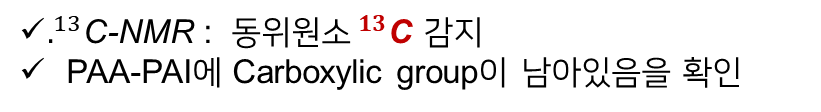 ✓.¹³C-NMR : 동위원소 ¹³C 감지
✓ PAA-PAI에 Carboxylic group이 남아있음을 확인